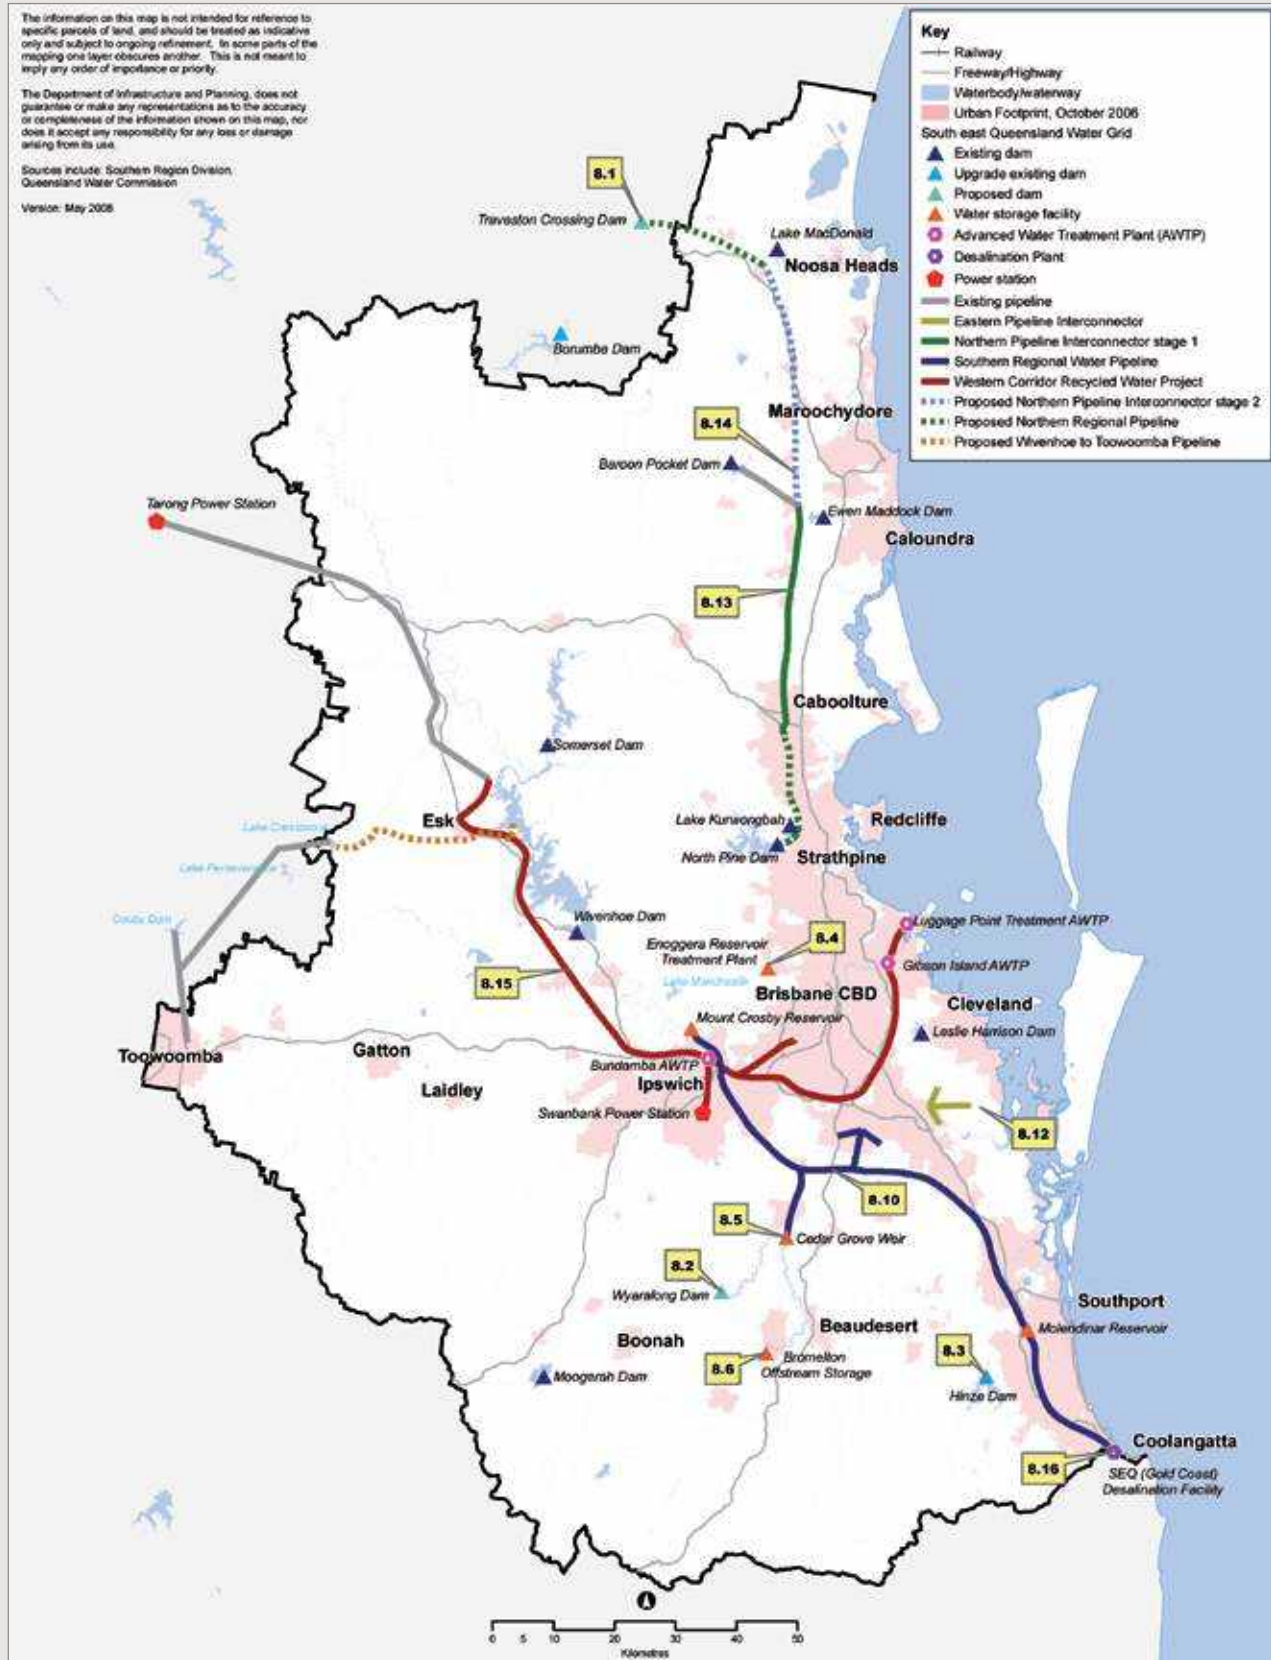 The information on this map is not intended for reference to
specific parcels of land, and should be treated as indicative
only and subject to ongoing refinement. In some parts of the
mapping one layer obscures another. This is not meant to
imply any order of importance or priority.
The Department of Infrastructure and Planning, does not
guarantee or make any representations as to the accuracy
or completeness of the information shown on this map, nor
does it accept any responsibility for any loss or damage
arising from its use.
Sources include: Southern Region Division,
Queensland Water Commission
Version: May 2008
Key
Railway
Freeway/Highway
Waterbody/waterway
Urban Footprint, October 2006
South east Queensland Water Grid
Existing dam
Upgrade existing dam
Proposed dam
Water storage facility
Advanced Water Treatment Plant (AWTP)
Desalination Plant
Power station
Existing pipeline
Eastern Pipeline Interconnector
Northern Pipeline Interconnector stage 1
Southern Regional Water Pipeline
Western Corridor Recycled Water Project
Proposed Northern Pipeline Interconnector stage 2
Proposed Northern Regional Pipeline
Proposed Wivenhoe to Toowoomba Pipeline
8.1
Traveston Crossing Dam
Lake MacDonald
Noosa Heads
Borumba Dam
Maroochydore
8.14
Baroon Pocket Dam
Tarong Power Station
Ewen Maddock Dam
Caloundra
8.13
Caboolture
Somerset Dam
Esk
Lake Cressbrook
Lake Kurwongbah
Redcliffe
North Pine Dam
Strathpine
Lake Perseverance
Cooby Dam
Wivenhoe Dam
Luggage Point Treatment AWTP
8.4
Enoggera Reservoir
Treatment Plant
Gibson Island AWTP
8.15
Lake Manchester
Brisbane CBD
Cleveland
Mount Crosby Reservoir
Leslie Harrison Dam
Toowoomba
Gatton
Bundamba AWTP
Ipswich
Laidley
Swanbank Power Station
8.12
8.10
8.5
Cedar Grove Weir
8.2
Wyaralong Dam
Southport
Boonah
Beaudesert
Molendinar Reservoir
8.6
Bromelton
Offstream Storage
8.3
Moogerah Dam
Hinze Dam
Coolangatta
8.16
SEQ (Gold Coast)
Desalination Facility
0 5 10 20 30 40 50
Kilometres